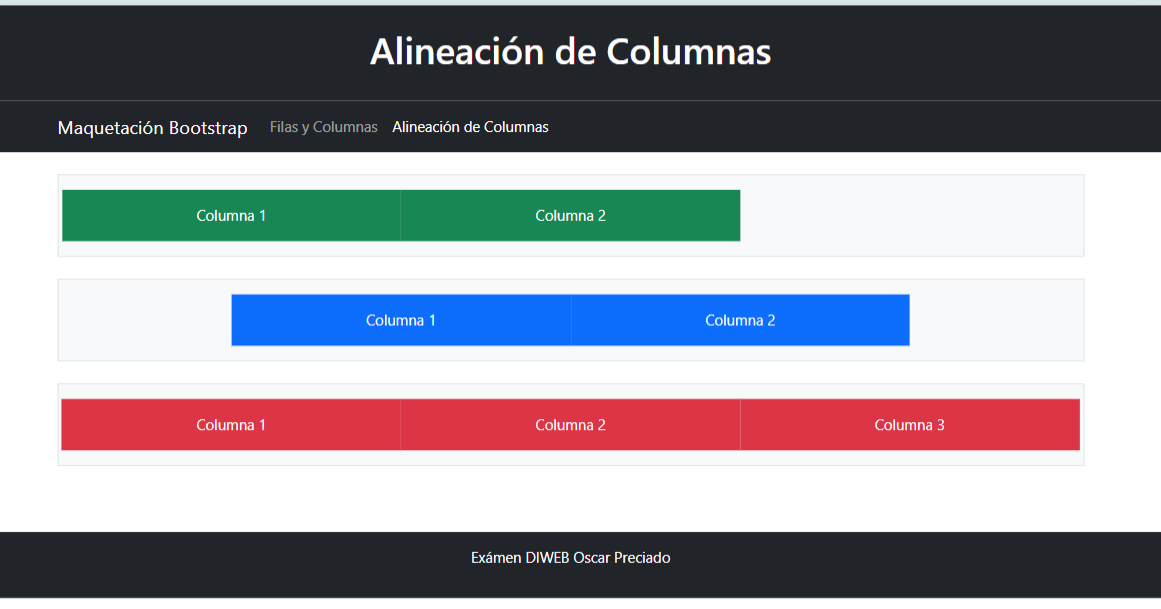 Alineación de Columnas
Maquetación Bootstrap Filas y Columnas Alineación de Columnas
Columna 1 Columna 2
Columna 1 Columna 2
Columna 1 Columna 2 Columna 3
Exámen DIWEB Oscar Preciado